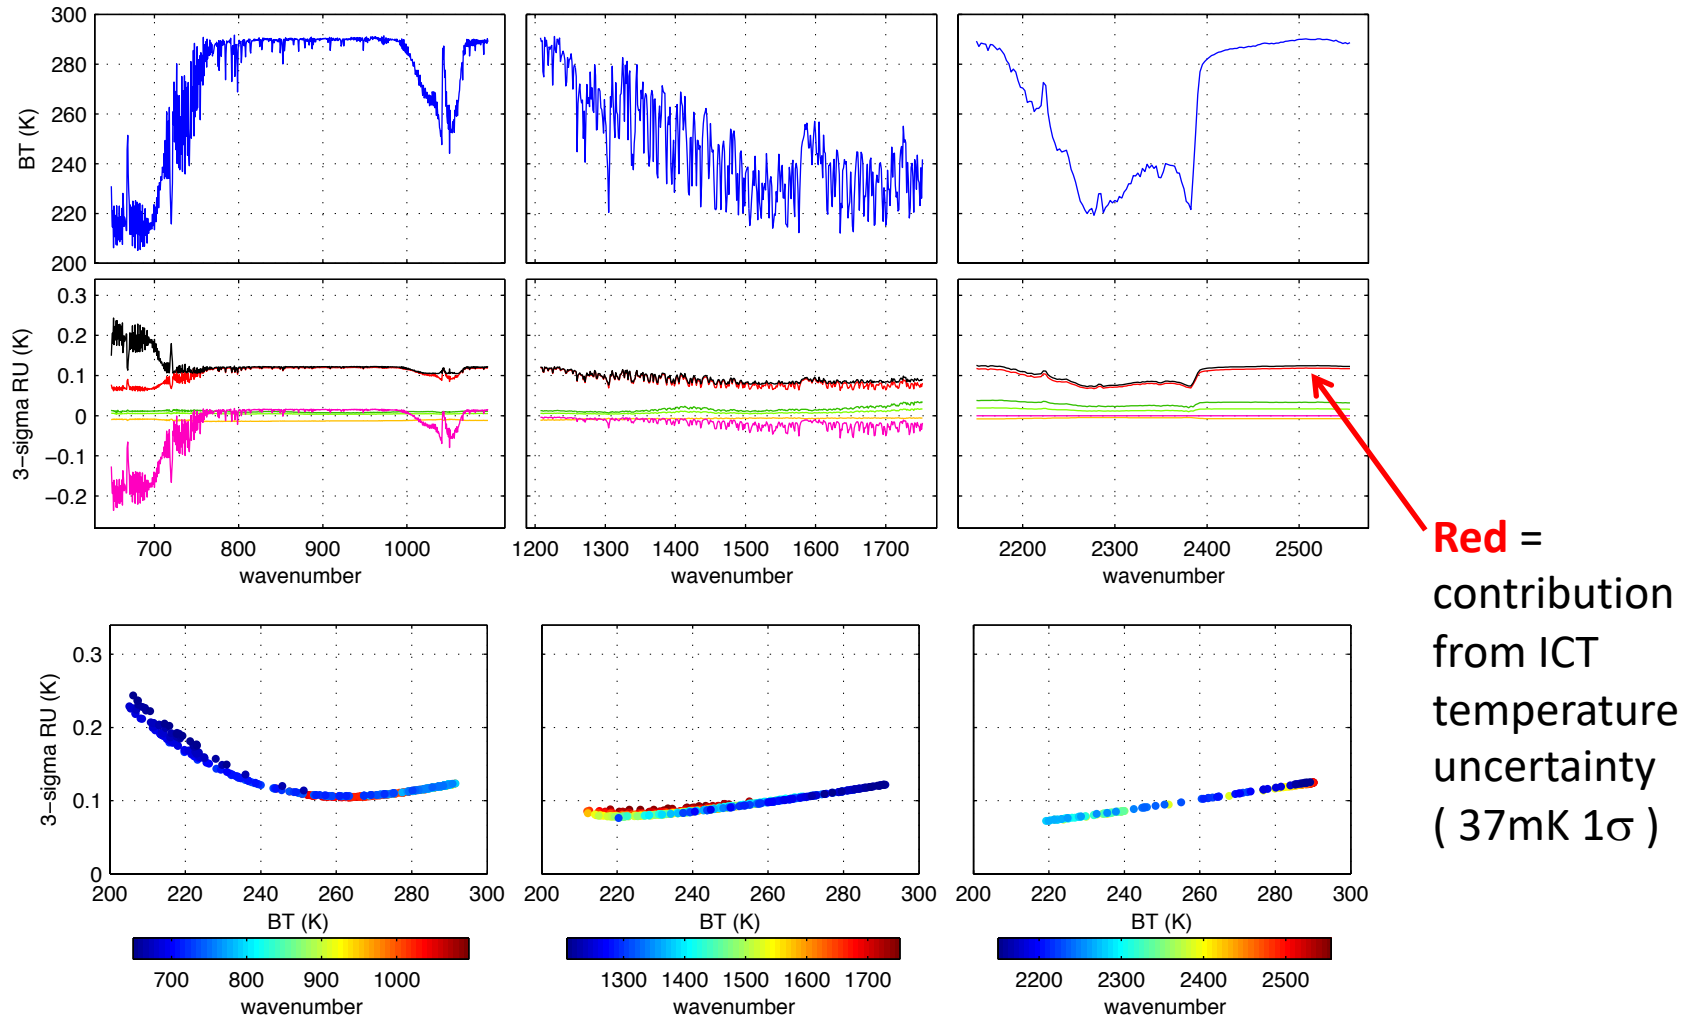 300
290
280
260
240
220
200
BT (K)
0.3
0.2
0.1
0
−0.1
−0.2
3−sigma RU (K)
700 800 900 1000
wavenumber
1200 1300 1400 1500 1600 1700
wavenumber
2200 2300 2400 2500
wavenumber
Red =
contribution
from ICT
temperature
uncertainty
( 37mK 1σ )
0.3
0.2
0.1
0
3−sigma RU (K)
200 220 240 260 280 300
BT (K)
200 220 240 260 280 300
BT (K)
200 220 240 260 280 300
BT (K)
700 800 900 1000
wavenumber
1300 1400 1500 1600 1700
wavenumber
2200 2300 2400 2500
wavenumber